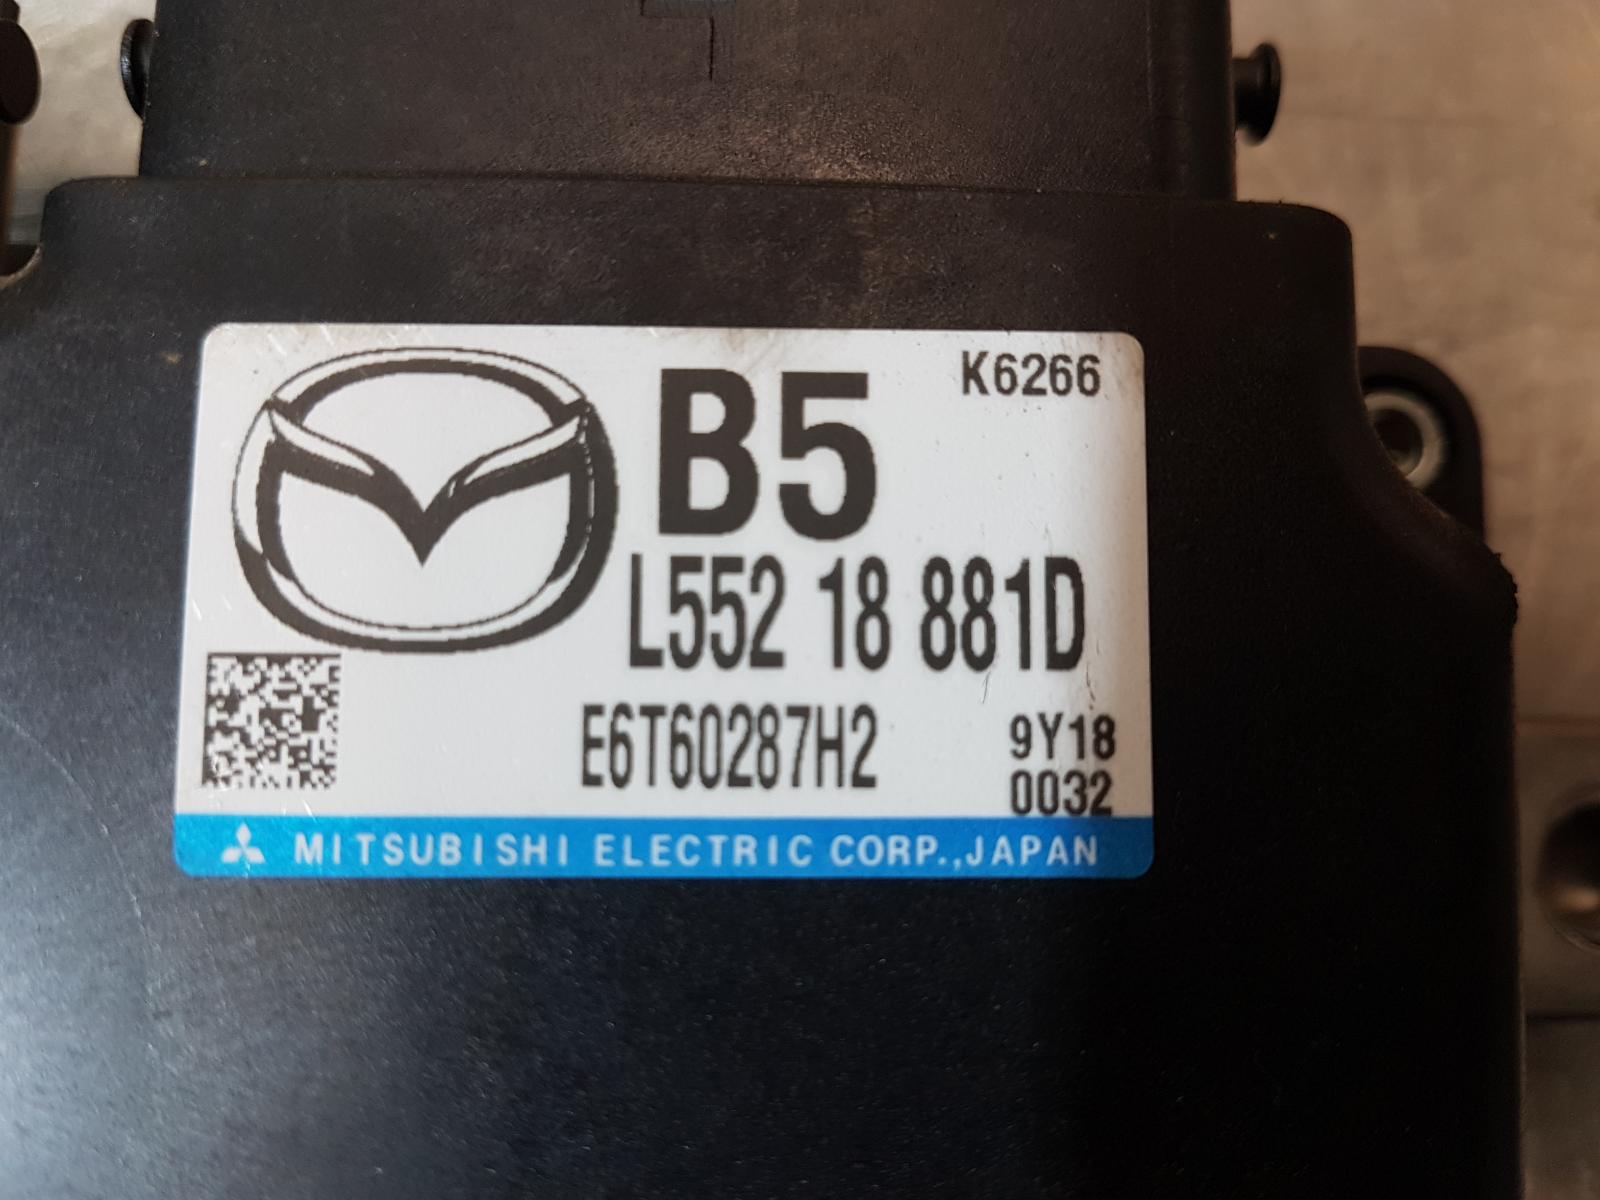 B5
K6266
L552 18 881D
E6T60287H2
9Y18
0032
MITSUBISHI ELECTRIC CORP.,JAPAN